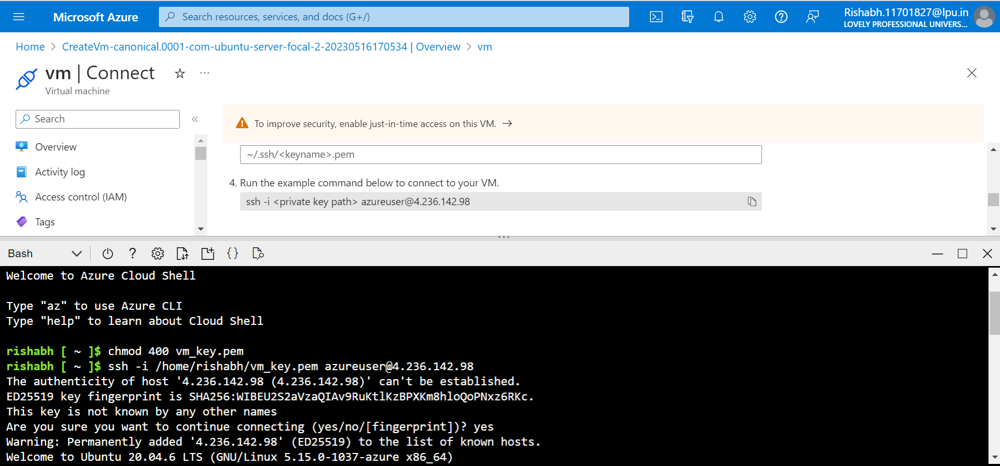 Microsoft Azure
Search resources, services, and docs (G+/)
Rishabh.11701827@lpu.in
LOVELY PROFESSIONAL UNIVERS...
Home > CreateVm-canonical.0001-com-ubuntu-server-focal-2-20230516170534 | Overview > vm
vm | Connect
Virtual machine
Search
Overview
Activity log
Access control (IAM)
Tags
To improve security, enable just-in-time access on this VM. →
~/.ssh/<keyname>.pem
4. Run the example command below to connect to your VM.
ssh -i <private key path> azureuser@4.236.142.98
Bash
Welcome to Azure Cloud Shell
Type "az" to use Azure CLI
Type "help" to learn about Cloud Shell
rishabh [ ~ ]$ chmod 400 vm_key.pem
rishabh [ ~ ]$ ssh -i /home/rishabh/vm_key.pem azureuser@4.236.142.98
The authenticity of host '4.236.142.98 (4.236.142.98)' can't be established.
ED25519 key fingerprint is SHA256:WIBEU2S2aVzaQIAv9RuKtlKzBPXKm8hloQoPNxz6RKc.
This key is not known by any other names
Are you sure you want to continue connecting (yes/no/[fingerprint])? yes
Warning: Permanently added '4.236.142.98' (ED25519) to the list of known hosts.
Welcome to Ubuntu 20.04.6 LTS (GNU/Linux 5.15.0-1037-azure x86_64)